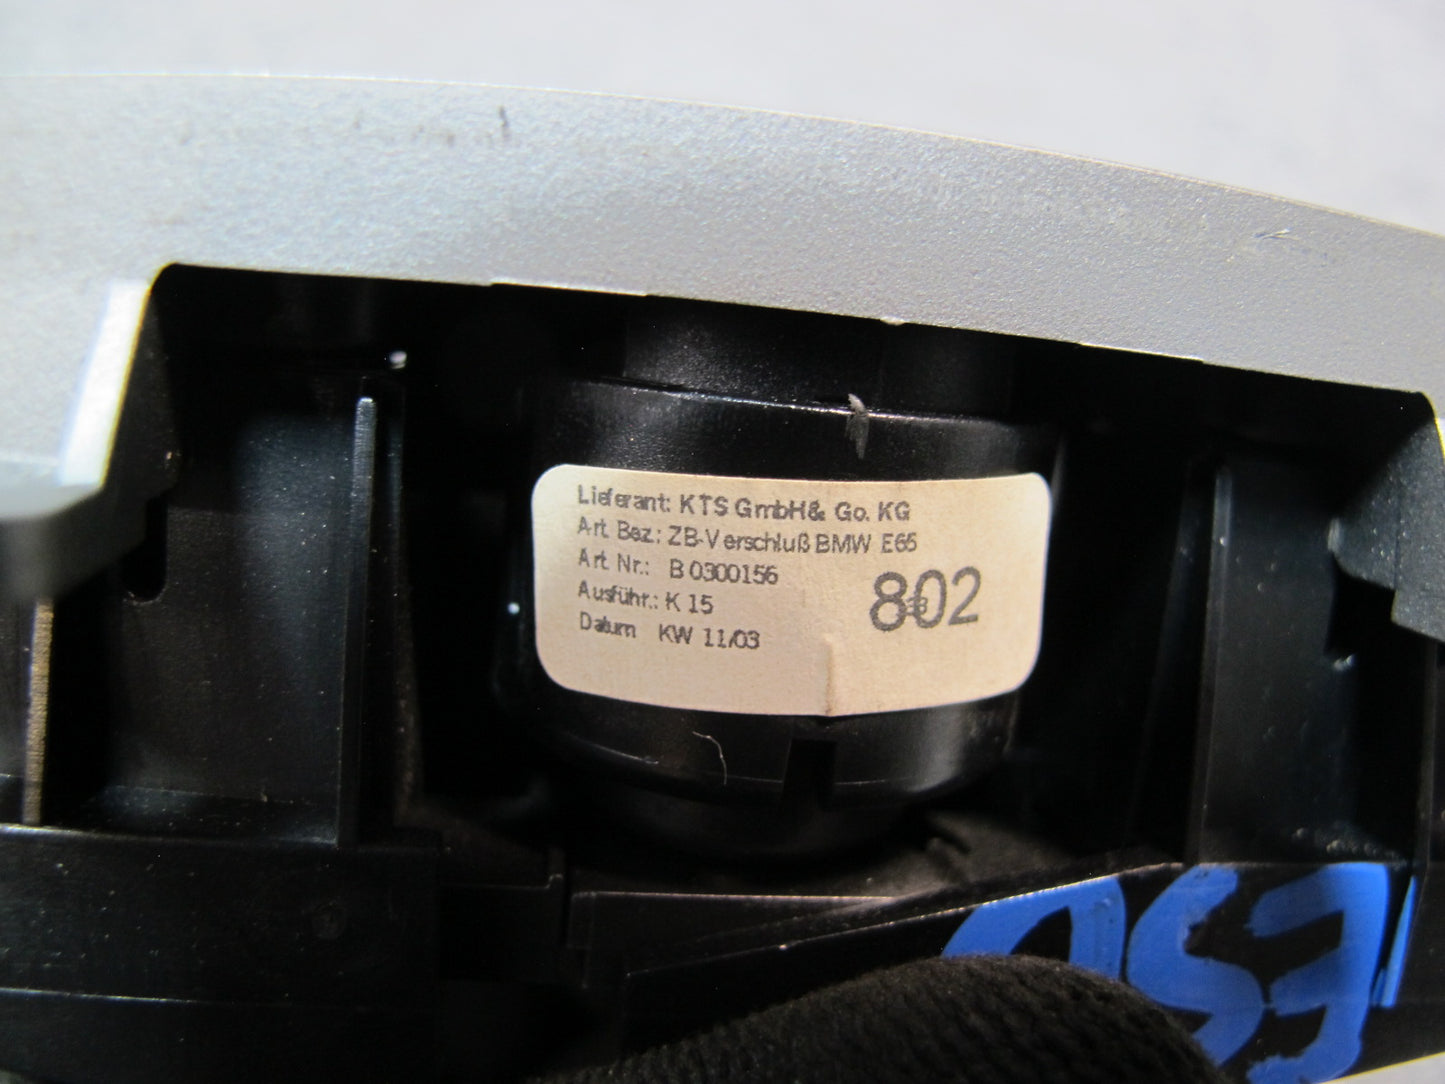 Lieferant: KTS GmbH& Go. KG
Art. Bez.: ZB-Verschluß BMW E65
Art. Nr.: B 0300156
802
Ausführ.: K 15
Datum KW 11/03